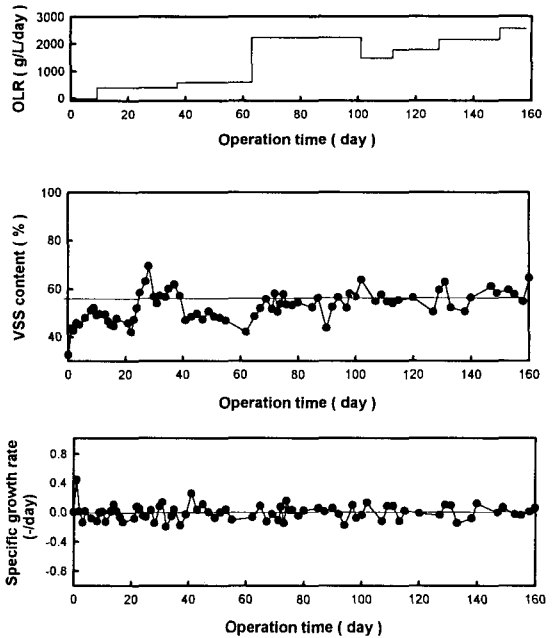 OLR ( g/L/day )
3000
2000
1000
0
0 20 40 60 80 100 120 140 160
Operation time ( day )
VSS content ( % )
100
80
60
40
0 20 40 60 80 100 120 140 160
Operation time ( day )
Specific growth rate
(-/day)
0.8
0.4
0.0
-0.4
-0.8
0 20 40 60 80 100 120 140 160
Operation time ( day )